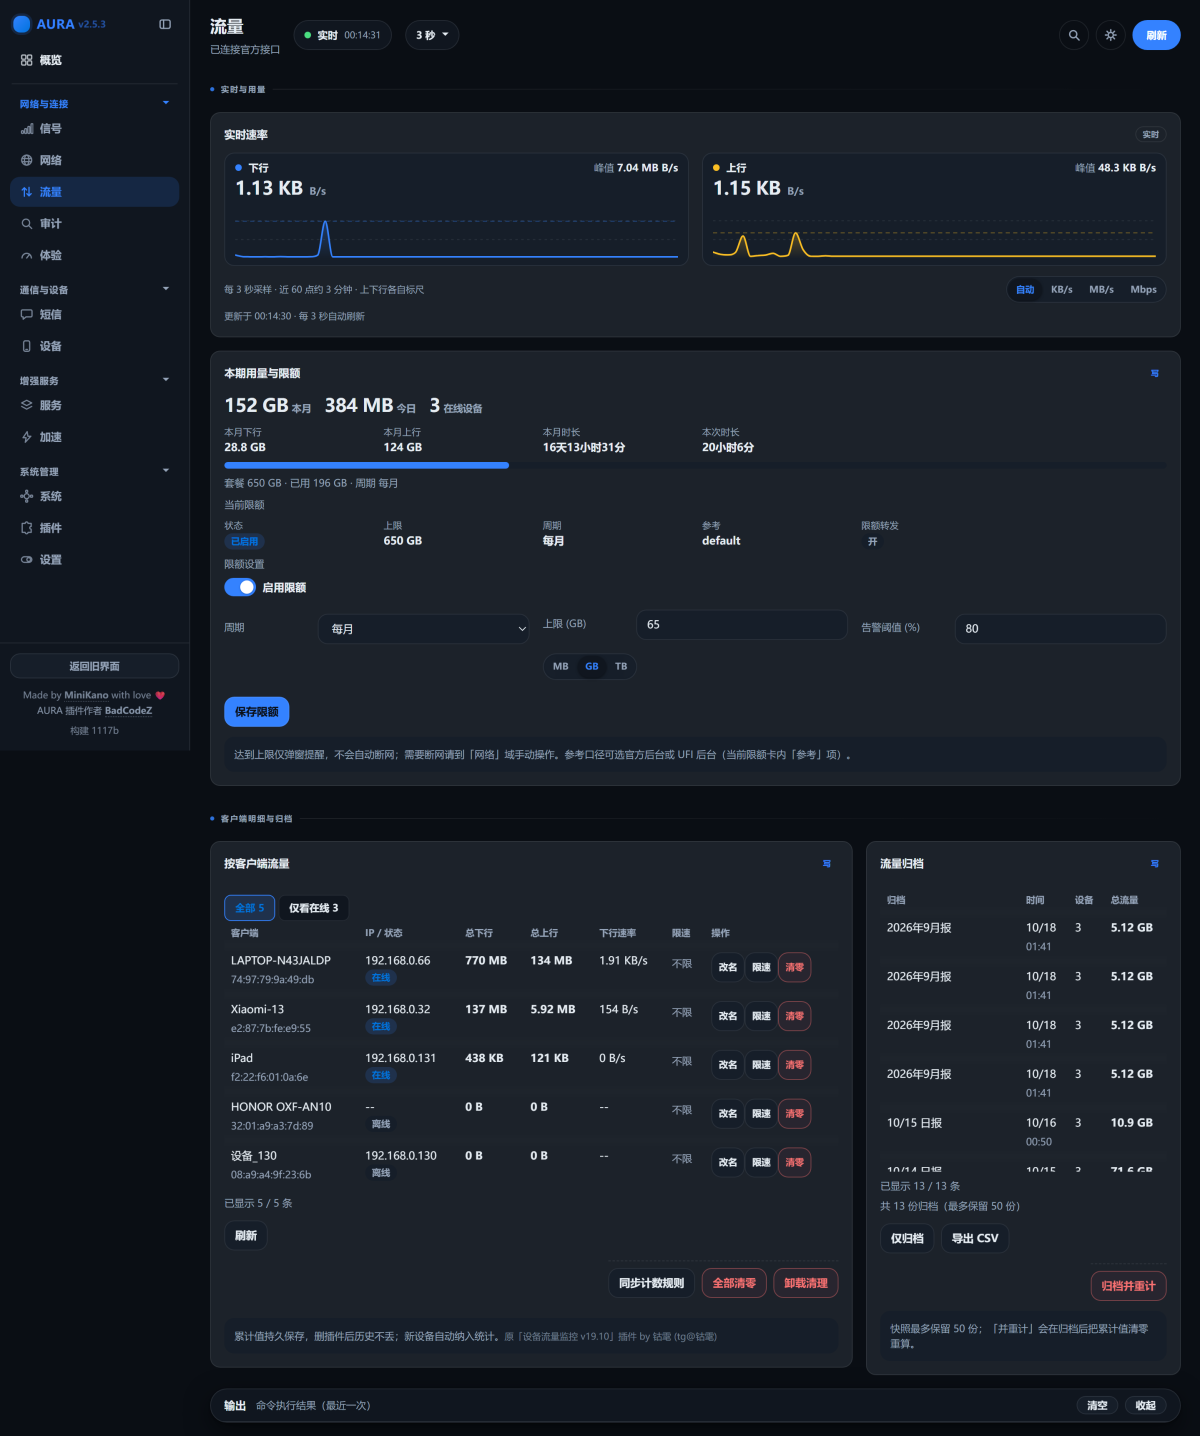 AURA v2.5.3
概览
网络与连接
信号
网络
流量
审计
体验
通信与设备
短信
设备
增强服务
服务
加速
系统管理
系统
插件
设置
返回旧界面
Made by MiniKano with love
AURA 插件作者 BadCodeZ
构建 1117b
流量
已连接官方接口
实时 00:14:31
3 秒
刷新
实时与用量
实时速率
实时
下行
峰值 7.04 MB B/s
1.13 KB B/s
上行
峰值 48.3 KB B/s
1.15 KB B/s
每 3 秒采样 · 近 60 点约 3 分钟 · 上下行各自标尺
自动 KB/s MB/s Mbps
更新于 00:14:30 · 每 3 秒自动刷新
本期用量与限额
写
152 GB 本月 384 MB 今日 3 在线设备
本月下行 本月上行 本月时长 本次时长
28.8 GB 124 GB 16天13小时31分 20小时6分
套餐 650 GB · 已用 196 GB · 周期 每月
当前限额
状态 上限 周期 参考 限额转发
已启用 650 GB 每月 default 开
限额设置
启用限额
周期 每月 上限 (GB) 65 告警阈值 (%) 80
MB GB TB
保存限额
达到上限仅弹窗提醒，不会自动断网；需要断网请到「网络」域手动操作。参考口径可选官方后台或 UFI 后台（当前限额卡内「参考」项）。
客户端明细与归档
按客户端流量
写
全部 5 仅看在线 3
客户端 IP / 状态 总下行 总上行 下行速率 限速 操作
LAPTOP-N43JALDP 192.168.0.66 770 MB 134 MB 1.91 KB/s 不限 改名 限速 清零
74:97:79:9a:49:db 在线
Xiaomi-13 192.168.0.32 137 MB 5.92 MB 154 B/s 不限 改名 限速 清零
e2:87:7b:fe:e9:55 在线
iPad 192.168.0.131 438 KB 121 KB 0 B/s 不限 改名 限速 清零
f2:22:f6:01:0a:6e 在线
HONOR OXF-AN10 -- 0 B 0 B -- 不限 改名 限速 清零
32:01:a9:a3:7d:89 离线
设备_130 192.168.0.130 0 B 0 B -- 不限 改名 限速 清零
08:a9:a4:9f:23:6b 离线
已显示 5 / 5 条
刷新
同步计数规则 全部清零 卸载清理
累计值持久保存，删插件后历史不丢；新设备自动纳入统计。原「设备流量监控 v19.10」插件 by 钴電 (tg@钴電)
流量归档
写
归档 时间 设备 总流量
2026年9月报 10/18 3 5.12 GB
01:41
2026年9月报 10/18 3 5.12 GB
01:41
2026年9月报 10/18 3 5.12 GB
01:41
2026年9月报 10/18 3 5.12 GB
01:41
10/15 日报 10/16 3 10.9 GB
00:50
10/14 日报 10/15 3 71.6 GB
已显示 13 / 13 条
共 13 份归档（最多保留 50 份）
仅归档 导出 CSV
归档并重计
快照最多保留 50 份；「并重计」会在归档后把累计值清零
重算。
输出 命令执行结果（最近一次）
清空 收起